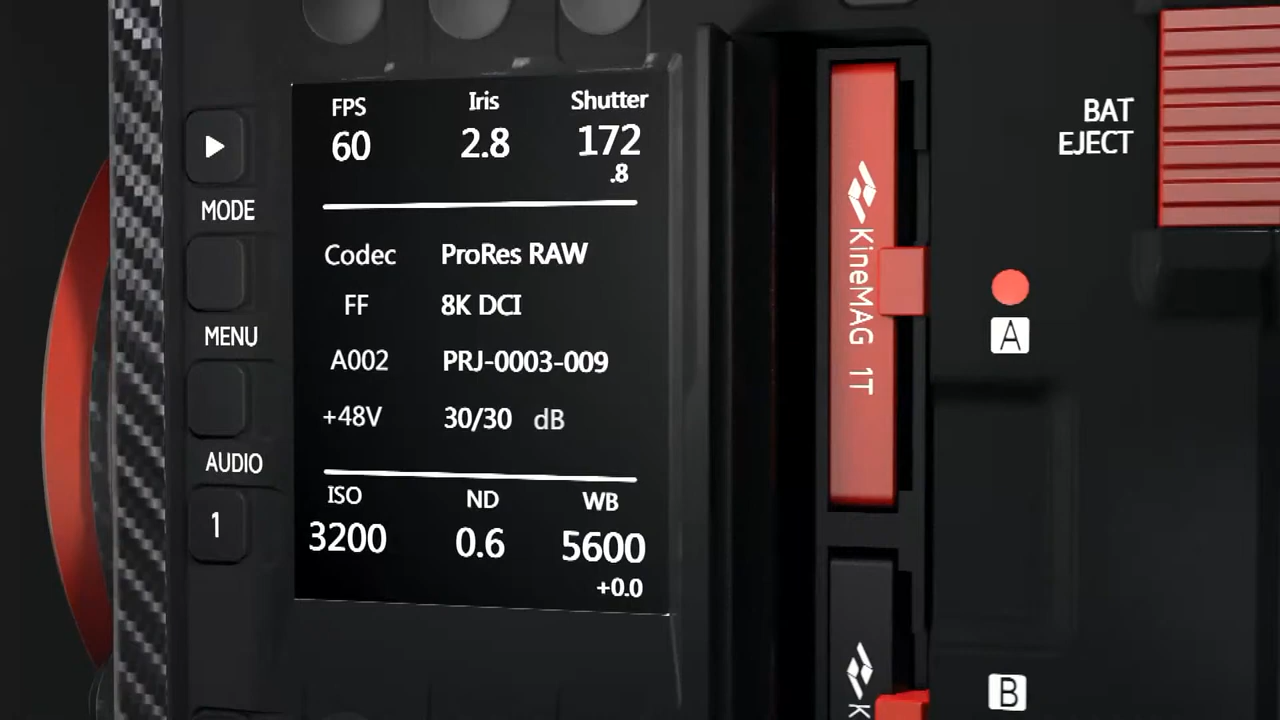 FPS Iris Shutter
60 2.8 172
.8
Codec ProRes RAW
FF 8K DCI
A002 PRJ-0003-009
+48V 30/30 dB
ISO ND WB
3200 0.6 5600
+0.0
MODE
MENU
AUDIO
1
KineMAG 1T
BAT
EJECT
A
B
K